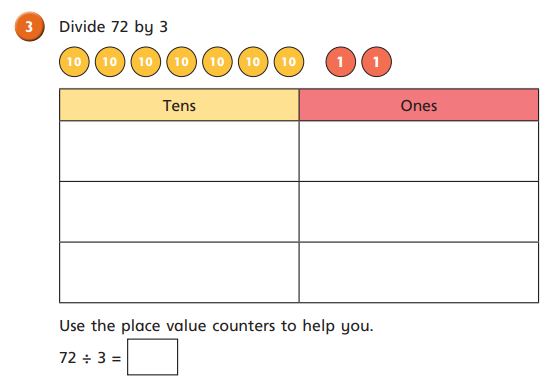 3 Divide 72 by 3
10 10 10 10 10 10 10 1 1
Tens Ones
Use the place value counters to help you.
72 ÷ 3 =